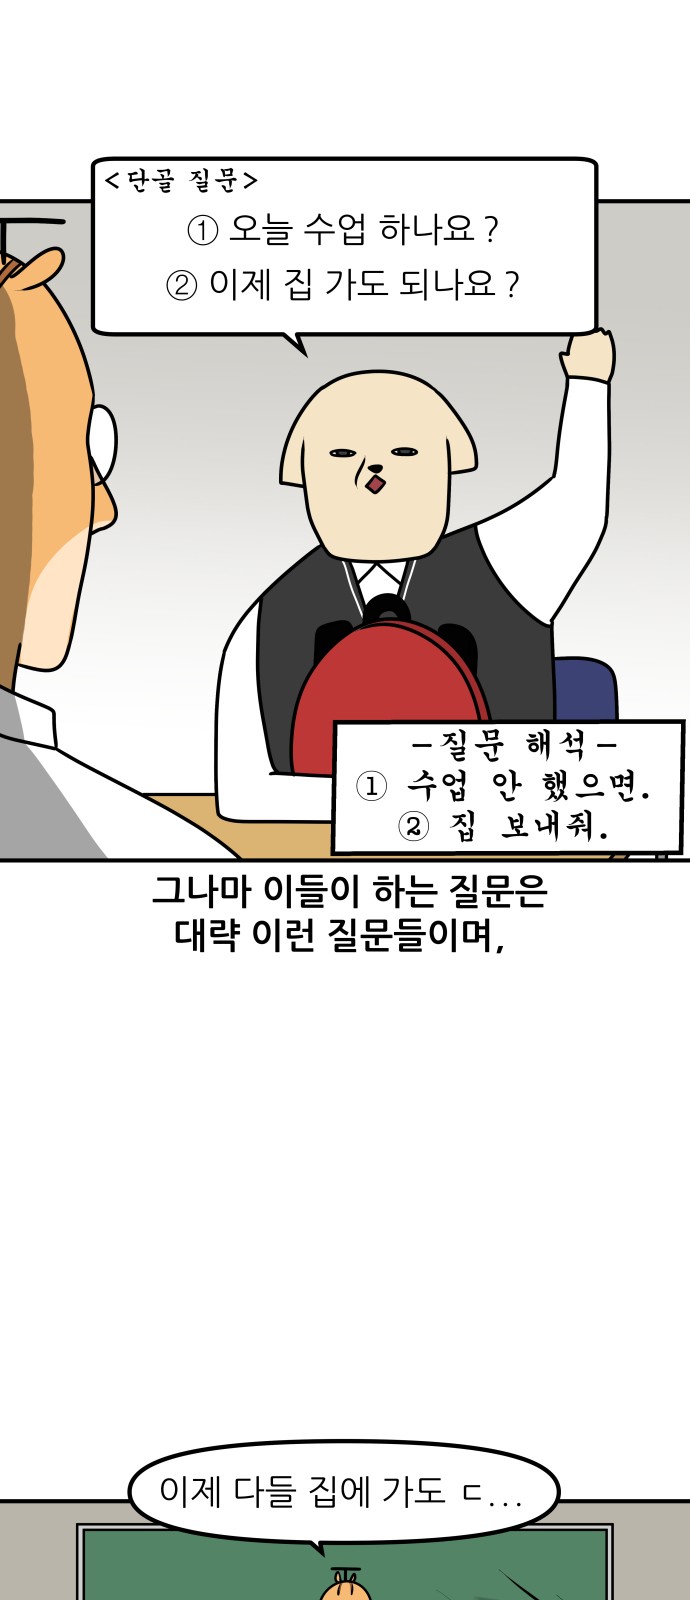 <단골 질문>
① 오늘 수업 하나요?
② 이제 집 가도 되나요?
-질문 해석-
① 수업 안 했으면.
② 집 보내줘.
그나마 이들이 하는 질문은
대략 이런 질문들이며,
이제 다들 집에 가도 ㄷ...